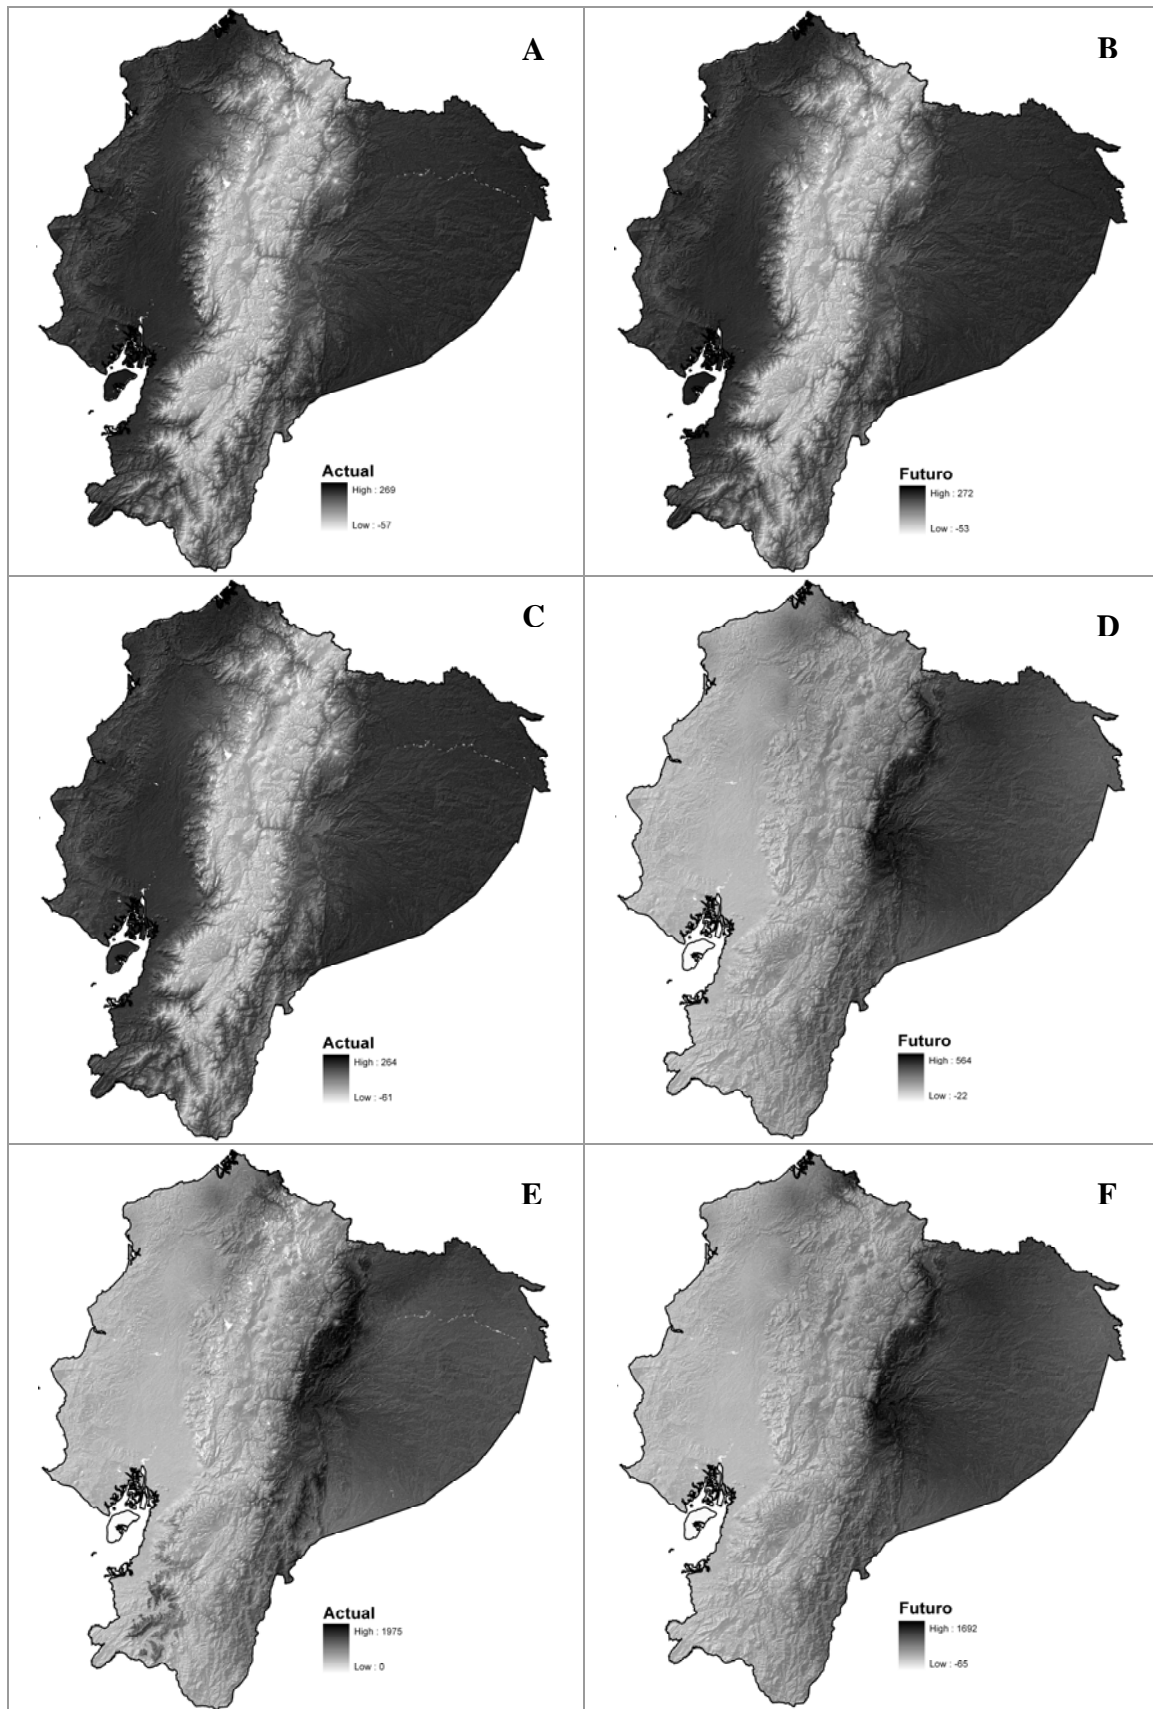 A
Actual
High : 269
Low : -57
B
Futuro
High : 272
Low : -53
C
Actual
High : 264
Low : -61
D
Futuro
High : 564
Low : -22
E
Actual
High : 1975
Low : 0
F
Futuro
High : 1692
Low : -65